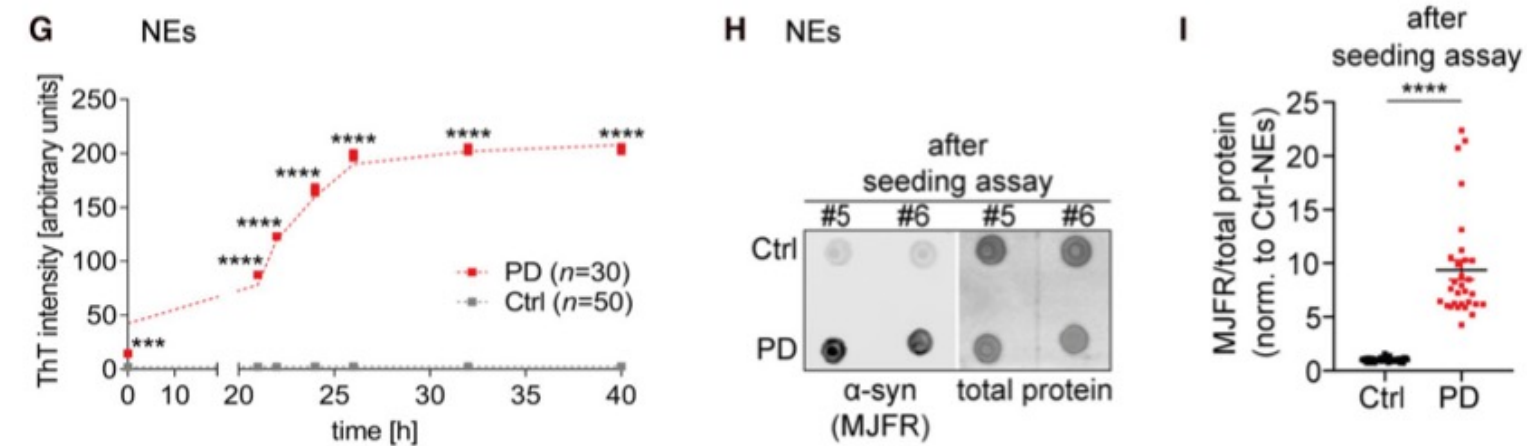 G NEs
ThT intensity [arbitrary units]
250
200
150
100
50
0
***
****
****
****
****
****
****
PD (n=30)
Ctrl (n=50)
0 10 20 25 30 35 40
time [h]
H NEs
after
seeding assay
#5 #6 #5 #6
Ctrl
PD
α-syn total protein
(MJFR)
I
after
seeding assay
****
MJFR/total protein
(norm. to Ctrl-NEs)
25
20
15
10
5
0
Ctrl PD